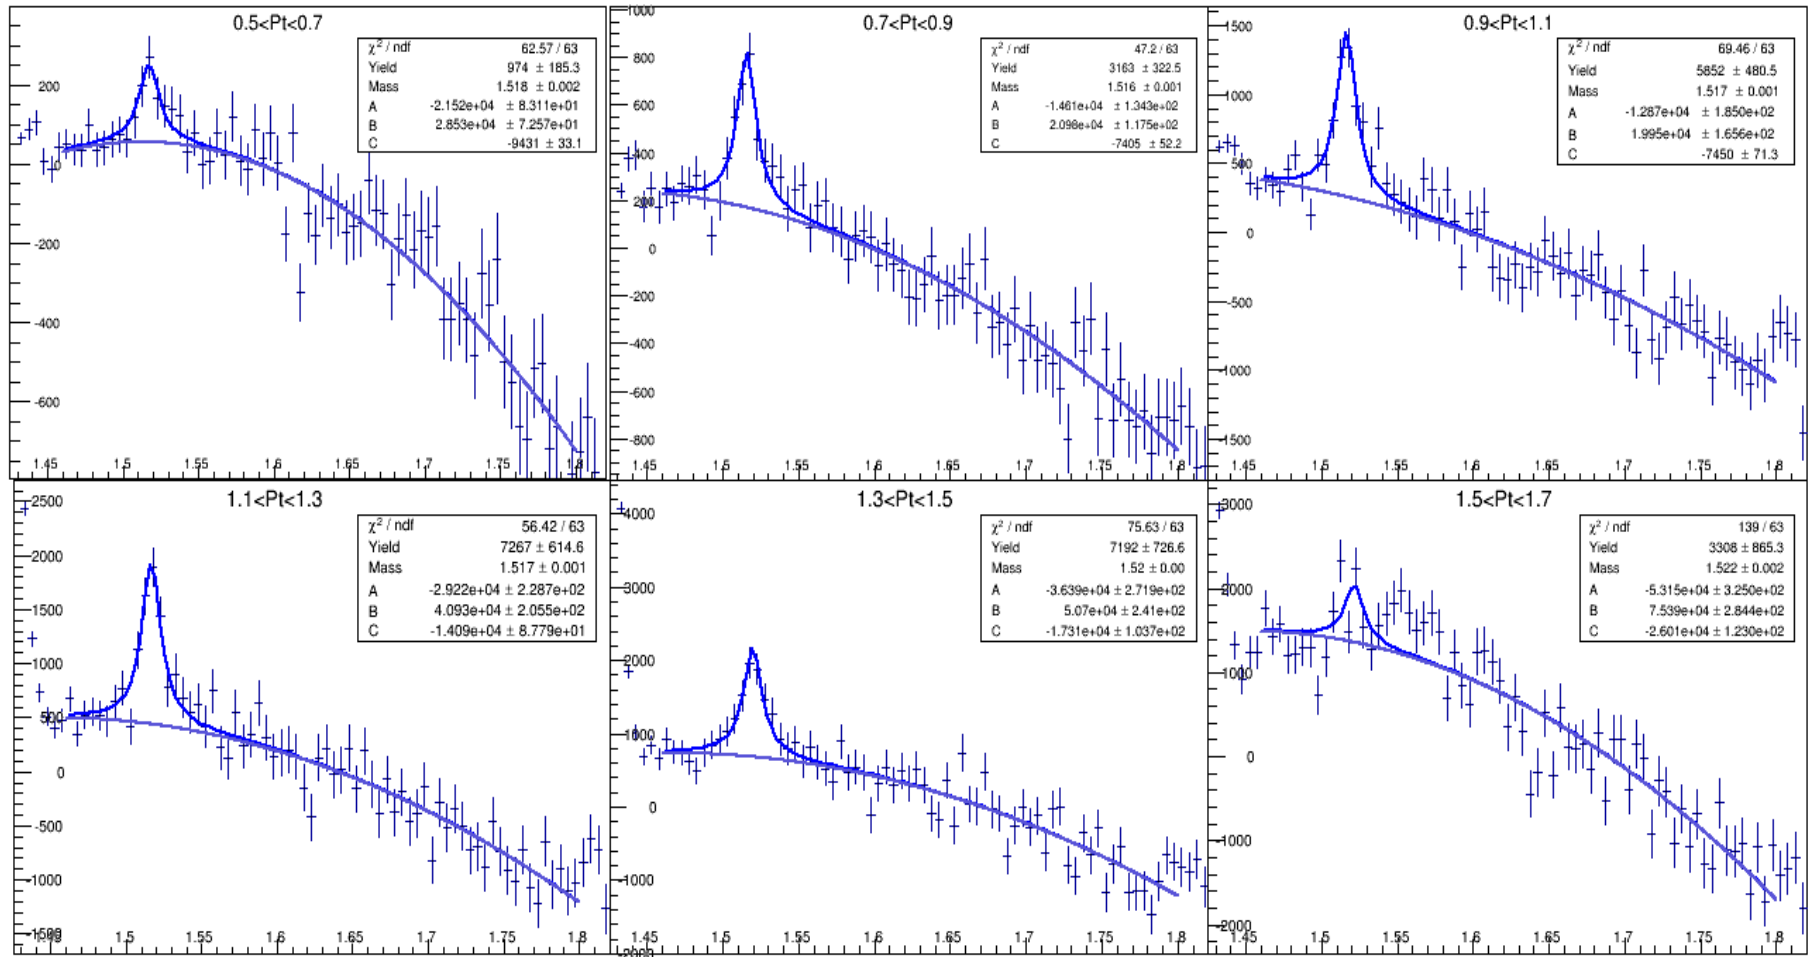 0.5<Pt<0.7
χ² / ndf 62.57 / 63
Yield 974 ± 185.3
Mass 1.518 ± 0.002
A -2.152e+04 ± 8.311e+01
B 2.853e+04 ± 7.257e+01
C -9431 ± 33.1
200
0
-200
-400
-600
1.45 1.5 1.55 1.6 1.65 1.7 1.75 1.8
0.7<Pt<0.9
χ² / ndf 47.2 / 63
Yield 3163 ± 322.5
Mass 1.516 ± 0.001
A -1.461e+04 ± 1.343e+02
B 2.098e+04 ± 1.175e+02
C -7405 ± 52.2
1000
800
600
400
200
0
-200
-400
-600
-800
1.45 1.5 1.55 1.6 1.65 1.7 1.75 1.8
0.9<Pt<1.1
χ² / ndf 69.46 / 63
Yield 5852 ± 480.5
Mass 1.517 ± 0.001
A -1.287e+04 ± 1.850e+02
B 1.995e+04 ± 1.656e+02
C -7450 ± 71.3
1500
1000
500
0
-500
-1000
-1500
1.45 1.5 1.55 1.6 1.65 1.7 1.75 1.8
1.1<Pt<1.3
χ² / ndf 56.42 / 63
Yield 7267 ± 614.6
Mass 1.517 ± 0.001
A -2.922e+04 ± 2.287e+02
B 4.093e+04 ± 2.055e+02
C -1.409e+04 ± 8.779e+01
2500
2000
1500
1000
500
0
-500
-1000
-1500
1.45 1.5 1.55 1.6 1.65 1.7 1.75 1.8
1.3<Pt<1.5
χ² / ndf 75.63 / 63
Yield 7192 ± 726.6
Mass 1.52 ± 0.00
A -3.639e+04 ± 2.719e+02
B 5.07e+04 ± 2.41e+02
C -1.731e+04 ± 1.037e+02
4000
3000
2000
1000
0
-1000
-2000
1.45 1.5 1.55 1.6 1.65 1.7 1.75 1.8
1.5<Pt<1.7
χ² / ndf 139 / 63
Yield 3308 ± 865.3
Mass 1.522 ± 0.002
A -5.315e+04 ± 3.250e+02
B 7.539e+04 ± 2.844e+02
C -2.601e+04 ± 1.230e+02
3000
2000
1000
0
-1000
-2000
1.45 1.5 1.55 1.6 1.65 1.7 1.75 1.8